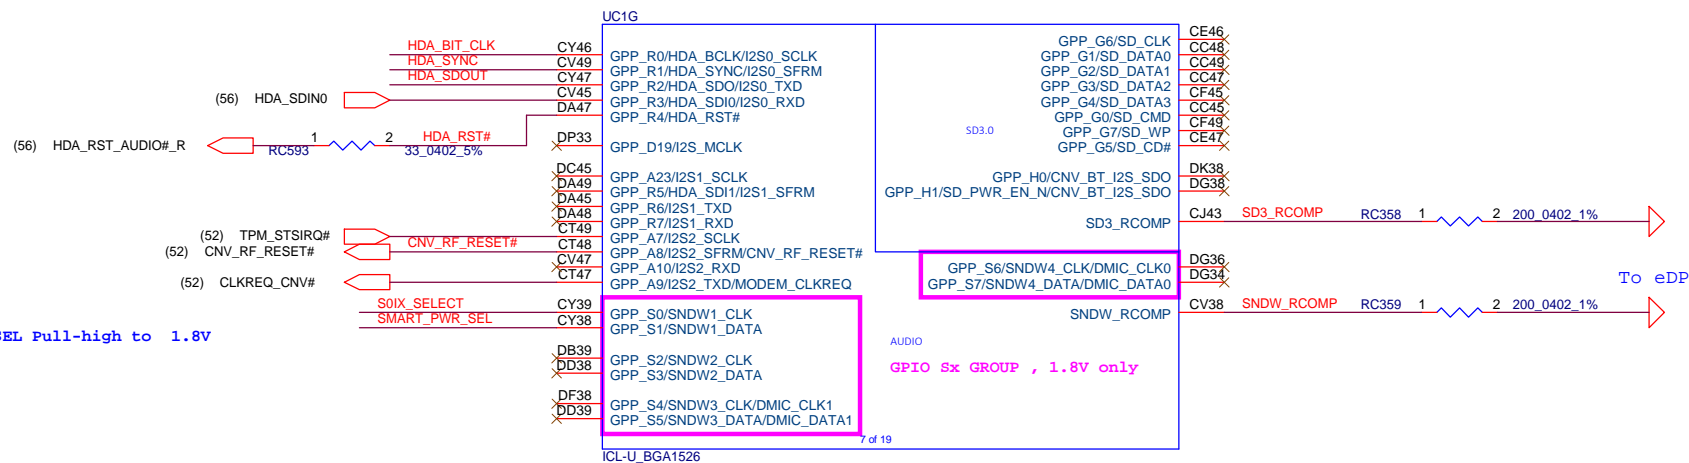 UC1G
HDA_BIT_CLK CY46 GPP_R0/HDA_BCLK/I2S0_SCLK
HDA_SYNC CV49 GPP_R1/HDA_SYNC/I2S0_SFRM
HDA_SDOUT CY47 GPP_R2/HDA_SDO/I2S0_TXD
(56) HDA_SDIN0 CV45 GPP_R3/HDA_SDI0/I2S0_RXD
DA47 GPP_R4/HDA_RST#
(56) HDA_RST_AUDIO#_R 1 RC593 2 HDA_RST# 33_0402_5%
DP33 GPP_D19/I2S_MCLK
DC45 GPP_A23/I2S1_SCLK
DA49 GPP_R5/HDA_SDI1/I2S1_SFRM
DA45 GPP_R6/I2S1_TXD
DA48 GPP_R7/I2S1_RXD
(52) TPM_STSIRQ# CT49 GPP_A7/I2S2_SCLK
(52) CNV_RF_RESET# CNV_RF_RESET# CT48 GPP_A8/I2S2_SFRM/CNV_RF_RESET#
CV47 GPP_A10/I2S2_RXD
(52) CLKREQ_CNV# CT47 GPP_A9/I2S2_TXD/MODEM_CLKREQ
S0IX_SELECT CY39 GPP_S0/SNDW1_CLK
SMART_PWR_SEL CY38 GPP_S1/SNDW1_DATA
SEL Pull-high to 1.8V
DB39 GPP_S2/SNDW2_CLK
DD38 GPP_S3/SNDW2_DATA
DF38 GPP_S4/SNDW3_CLK/DMIC_CLK1
DD39 GPP_S5/SNDW3_DATA/DMIC_DATA1
GPP_G6/SD_CLK CE46
GPP_G1/SD_DATA0 CC48
GPP_G2/SD_DATA1 CC49
GPP_G3/SD_DATA2 CC47
GPP_G4/SD_DATA3 CF45
GPP_G0/SD_CMD CC45
GPP_G7/SD_WP CF49
GPP_G5/SD_CD# CE47
SD3.0
GPP_H0/CNV_BT_I2S_SDO DK38
GPP_H1/SD_PWR_EN_N/CNV_BT_I2S_SDO DG38
SD3_RCOMP CJ43 SD3_RCOMP RC358 1 2 200_0402_1%
GPP_S6/SNDW4_CLK/DMIC_CLK0 DG36
GPP_S7/SNDW4_DATA/DMIC_DATA0 DG34
To eDP
SNDW_RCOMP CV38 SNDW_RCOMP RC359 1 2 200_0402_1%
AUDIO
GPIO Sx GROUP , 1.8V only
7 of 19
ICL-U_BGA1526